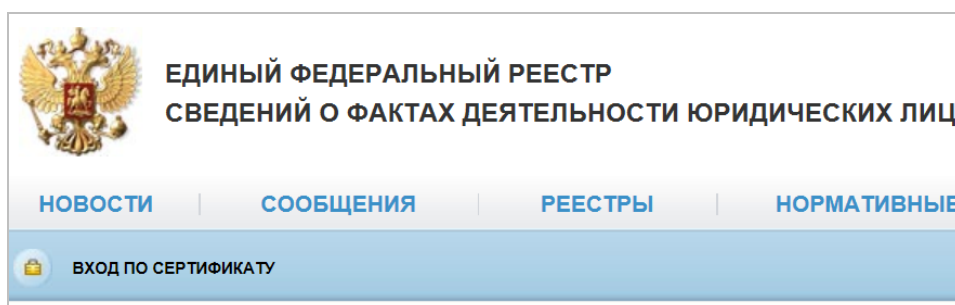 ЕДИНЫЙ ФЕДЕРАЛЬНЫЙ РЕЕСТР
СВЕДЕНИЙ О ФАКТАХ ДЕЯТЕЛЬНОСТИ ЮРИДИЧЕСКИХ ЛИЦ
НОВОСТИ СООБЩЕНИЯ РЕЕСТРЫ НОРМАТИВНЫЕ
ВХОД ПО СЕРТИФИКАТУ